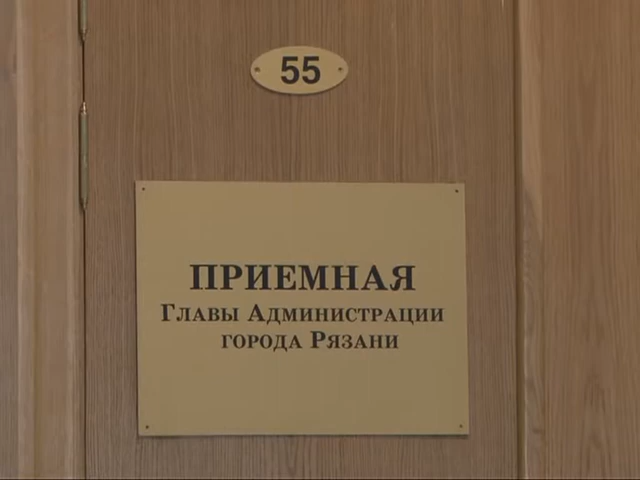 55
ПРИЕМНАЯ
Главы Администрации
города Рязани